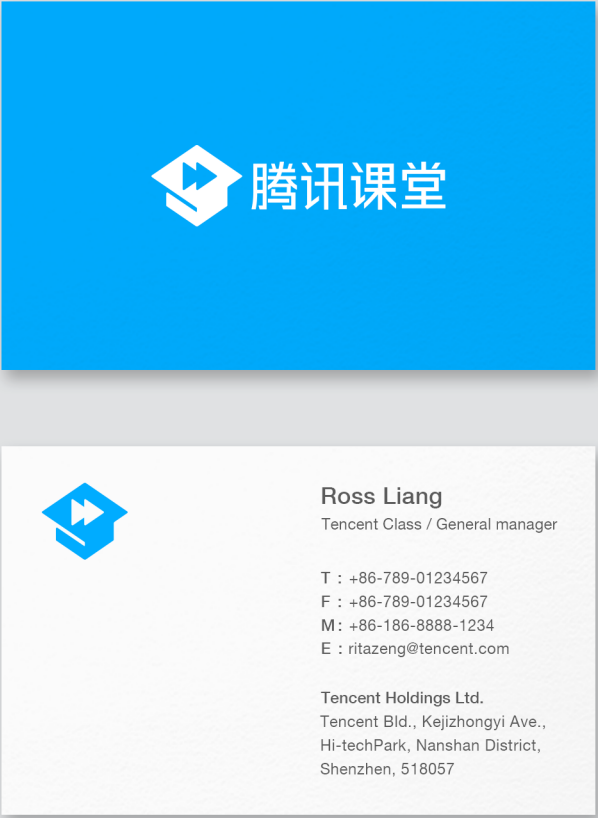 腾讯课堂
Ross Liang
Tencent Class / General manager
T : +86-789-01234567
F : +86-789-01234567
M : +86-186-8888-1234
E : ritazeng@tencent.com
Tencent Holdings Ltd.
Tencent Bld., Kejizhongyi Ave.,
Hi-techPark, Nanshan District,
Shenzhen, 518057